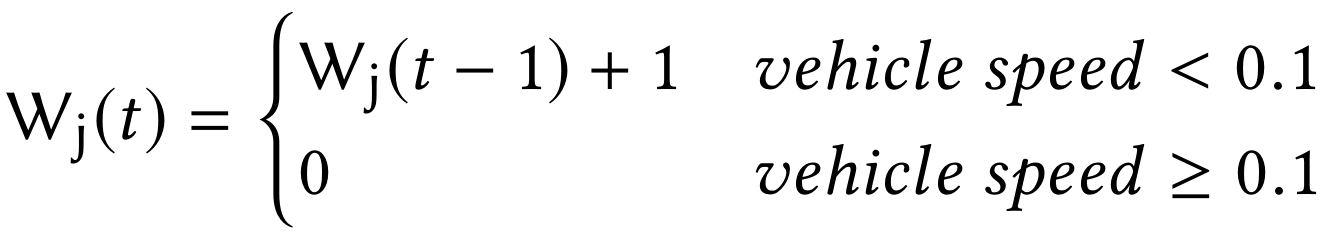 W_j(t) = { W_j(t − 1) + 1 vehicle speed < 0.1
0 vehicle speed ≥ 0.1